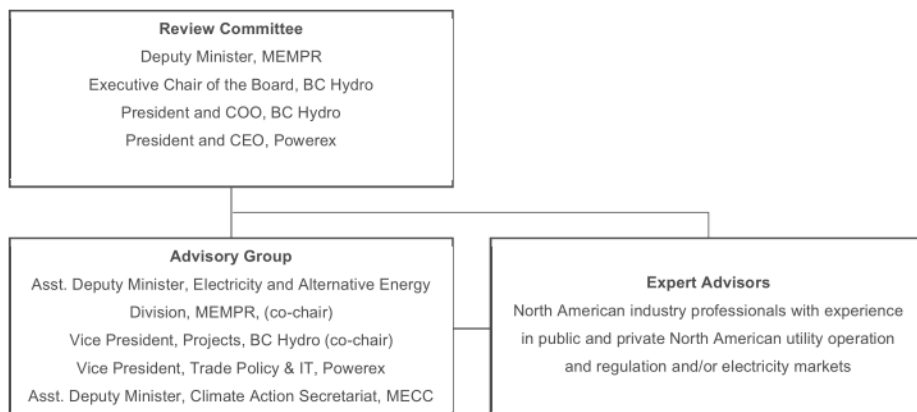 Review Committee
Deputy Minister, MEMPR
Executive Chair of the Board, BC Hydro
President and COO, BC Hydro
President and CEO, Powerex
Advisory Group
Asst. Deputy Minister, Electricity and Alternative Energy
Division, MEMPR, (co-chair)
Vice President, Projects, BC Hydro (co-chair)
Vice President, Trade Policy & IT, Powerex
Asst. Deputy Minister, Climate Action Secretariat, MECC
Expert Advisors
North American industry professionals with experience
in public and private North American utility operation
and regulation and/or electricity markets